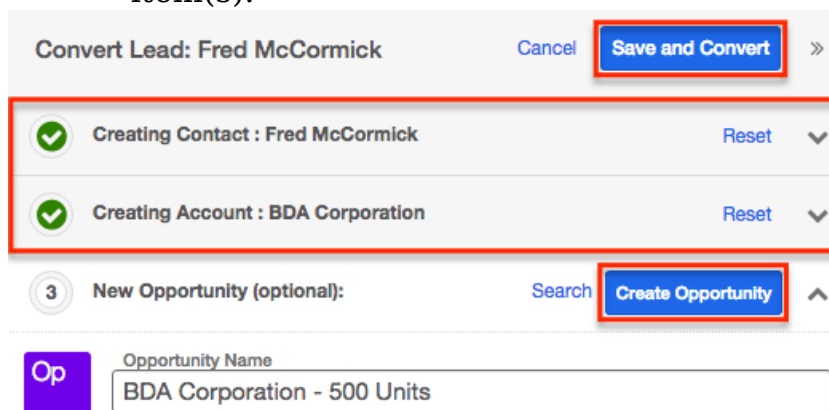 item(s).
Convert Lead: Fred McCormick Cancel Save and Convert »
Creating Contact : Fred McCormick Reset
Creating Account : BDA Corporation Reset
3 New Opportunity (optional): Search Create Opportunity
Op Opportunity Name
BDA Corporation - 500 Units